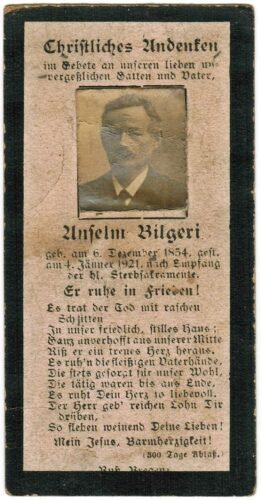 Christliches Andenken
im Gebete an unseren lieben un-
vergeßlichen Gatten und Vater,
Anselm Bilgeri
geb. am 6. Dezember 1854, gest.
am 4. Jänner 1921, nach Empfang
der hl. Sterbsakramente.
Er ruhe in Frieden!
Es trat der Tod mit raschen
Schritten
In unser friedlich, stilles Haus;
Ganz unverhofft aus unserer Mitte
Riß er ein treues Herz heraus.
Es ruh'n die fleißigen Vaterhände,
Die stets gesorgt für unser Wohl,
Die tätig waren bis ans Ende,
Es ruht Dein Herz so liebevoll.
Der Herr geb' reichen Lohn Dir
drüben,
So flehen weinend Deine Lieben!
Mein Jesus, Barmherzigkeit!
(300 Tage Ablaß.